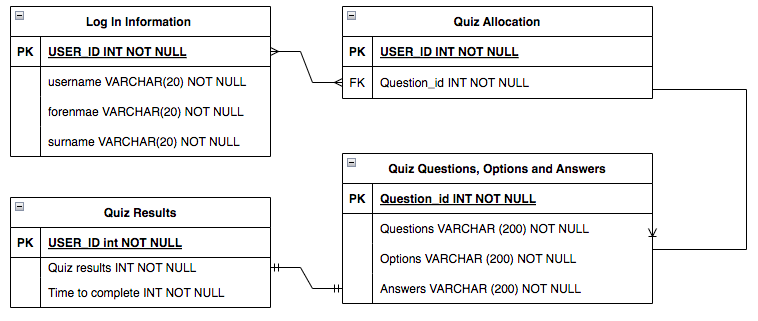 Log In Information
PK USER_ID INT NOT NULL
username VARCHAR(20) NOT NULL
forenmae VARCHAR(20) NOT NULL
surname VARCHAR(20) NOT NULL
Quiz Allocation
PK USER_ID INT NOT NULL
FK Question_id INT NOT NULL
Quiz Questions, Options and Answers
PK Question_id INT NOT NULL
Questions VARCHAR (200) NOT NULL
Options VARCHAR (200) NOT NULL
Answers VARCHAR (200) NOT NULL
Quiz Results
PK USER_ID int NOT NULL
Quiz results INT NOT NULL
Time to complete INT NOT NULL